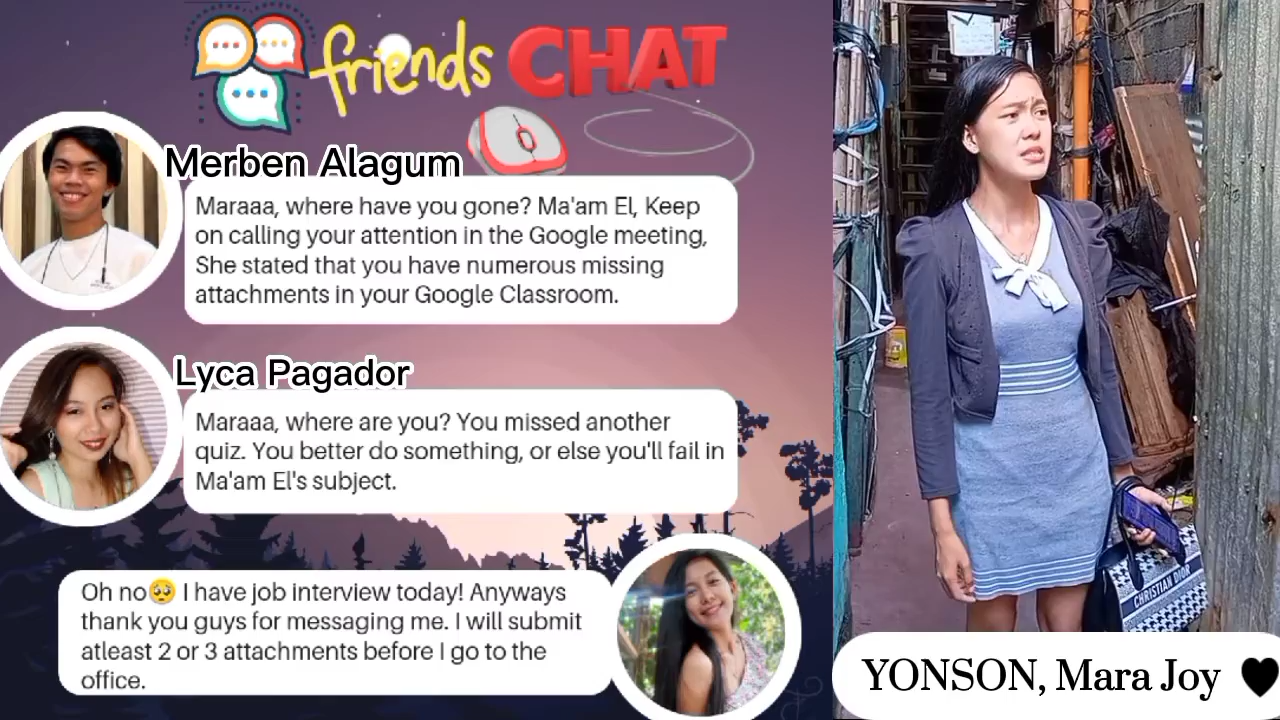 friends CHAT
Merben Alagum
Maraaa, where have you gone? Ma'am El, Keep
on calling your attention in the Google meeting,
She stated that you have numerous missing
attachments in your Google Classroom.
Lyca Pagador
Maraaa, where are you? You missed another
quiz. You better do something, or else you'll fail in
Ma'am El's subject.
Oh no🥺 I have job interview today! Anyways
thank you guys for messaging me. I will submit
atleast 2 or 3 attachments before I go to the
office.
CHRISTIAN DIOR
YONSON, Mara Joy 🖤